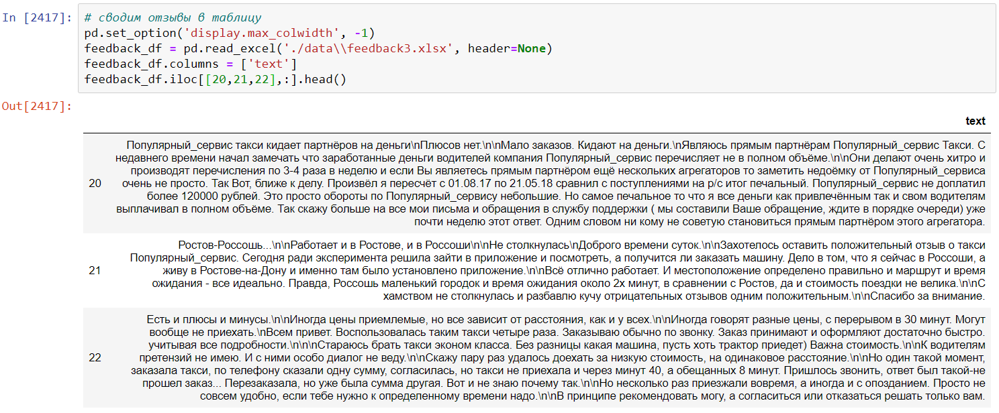 In [2417]:
# сводим отзывы в таблицу
pd.set_option('display.max_colwidth', -1)
feedback_df = pd.read_excel('./data\\feedback3.xlsx', header=None)
feedback_df.columns = ['text']
feedback_df.iloc[[20,21,22],:].head()
Out[2417]:
text
20
Популярный_сервис такси кидает партнёров на деньги\nПлюсов нет.\n\nМало заказов. Кидают на деньги.\nЯвляюсь прямым партнёрам Популярный_сервис Такси. С
недавнего времени начал замечать что заработанные деньги водителей компания Популярный_сервис перечисляет не в полном объёме.\n\nОни делают очень хитро и
производят перечисления по 3-4 раза в неделю и если Вы являетесь прямым партнёром ещё нескольких агрегаторов то заметить недоёмку от Популярный_сервиса
очень не просто. Так Вот, ближе к делу. Произвёл я пересчёт с 01.08.17 по 21.05.18 сравнил с поступлениями на р/с итог печальный. Популярный_сервис не доплатил
более 120000 рублей. Это просто обороты по Популярный_сервису небольшие. Но самое печальное то что я все деньги как привлечённым так и свом водителям
выплачивал в полном объёме. Так скажу больше на все мои письма и обращения в службу поддержки ( мы составили Ваше обращение, ждите в порядке очереди) уже
почти неделю этот ответ. Одним словом ни кому не советую становиться прямым партнёром этого агрегатора.
21
Ростов-Россошь...\n\nРаботает и в Ростове, и в Россоши\n\nНе столкнулась\nДоброго времени суток.\n\nЗахотелось оставить положительный отзыв о такси
Популярный_сервис. Сегодня ради эксперимента решила зайти в приложение и посмотреть, а получится ли заказать машину. Дело в том, что я сейчас в Россоши, а
живу в Ростове-на-Дону и именно там было установлено приложение.\n\nВсё отлично работает. И местоположение определено правильно и маршрут и время
ожидания - все идеально. Правда, Россошь маленький городок и время ожидания около 2х минут, в сравнении с Ростов, да и стоимость поездки не велика.\n\nС
хамством не столкнулась и разбавлю кучу отрицательных отзывов одним положительным.\n\nСпасибо за внимание.
22
Есть и плюсы и минусы.\n\nИногда цены приемлемые, но все зависит от расстояния, как и у всех.\n\nИногда говорят разные цены, с перерывом в 30 минут. Могут
вообще не приехать.\nВсем привет. Воспользовалась таким такси четыре раза. Заказываю обычно по звонку. Заказ принимают и оформляют достаточно быстро.
учитывая все подробности.\n\n\nСтараюсь брать такси эконом класса. Без разницы какая машина, пусть хоть трактор приедет) Важна стоимость.\n\nК водителям
претензий не имею. И с ними особо диалог не веду.\n\nСкажу пару раз удалось доехать за низкую стоимость, на одинаковое расстояние.\n\nНо один такой момент,
заказала такси, по телефону сказали одну сумму, согласилась, но такси не приехала и через минут 40, а обещанных 8 минут. Пришлось звонить, ответ был такой-не
прошел заказ... Перезаказала, но уже была сумма другая. Вот и не знаю почему так.\n\nНо несколько раз приезжали вовремя, а иногда и с опозданием. Просто не
совсем удобно, если тебе нужно к определенному времени надо.\n\nВ принципе рекомендовать могу, а согласиться или отказаться решать только вам.